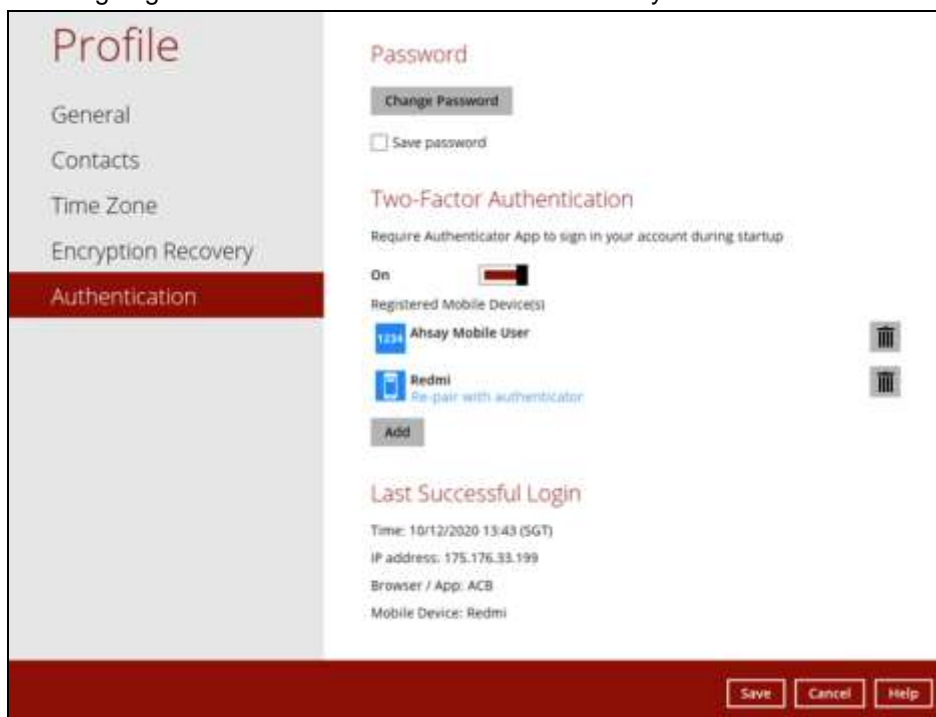 Profile
General
Contacts
Time Zone
Encryption Recovery
Authentication
Password
Change Password
Save password
Two-Factor Authentication
Require Authenticator App to sign in your account during startup
On
Registered Mobile Device(s)
1234 Ahsay Mobile User
Redmi
Re-pair with authenticator
Add
Last Successful Login
Time: 10/12/2020 13:43 (SGT)
IP address: 175.176.33.199
Browser / App: ACB
Mobile Device: Redmi
Save Cancel Help